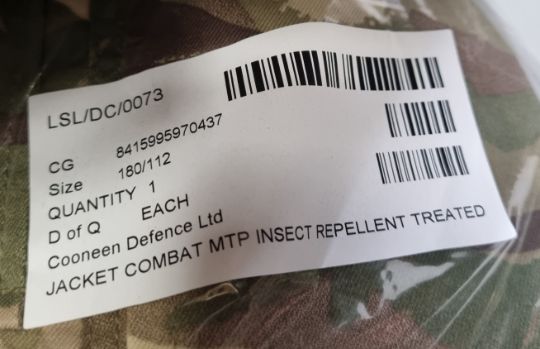 LSL/DC/0073
CG 8415995970437
Size 180/112
QUANTITY 1
D of Q EACH
Cooneen Defence Ltd
JACKET COMBAT MTP INSECT REPELLENT TREATED